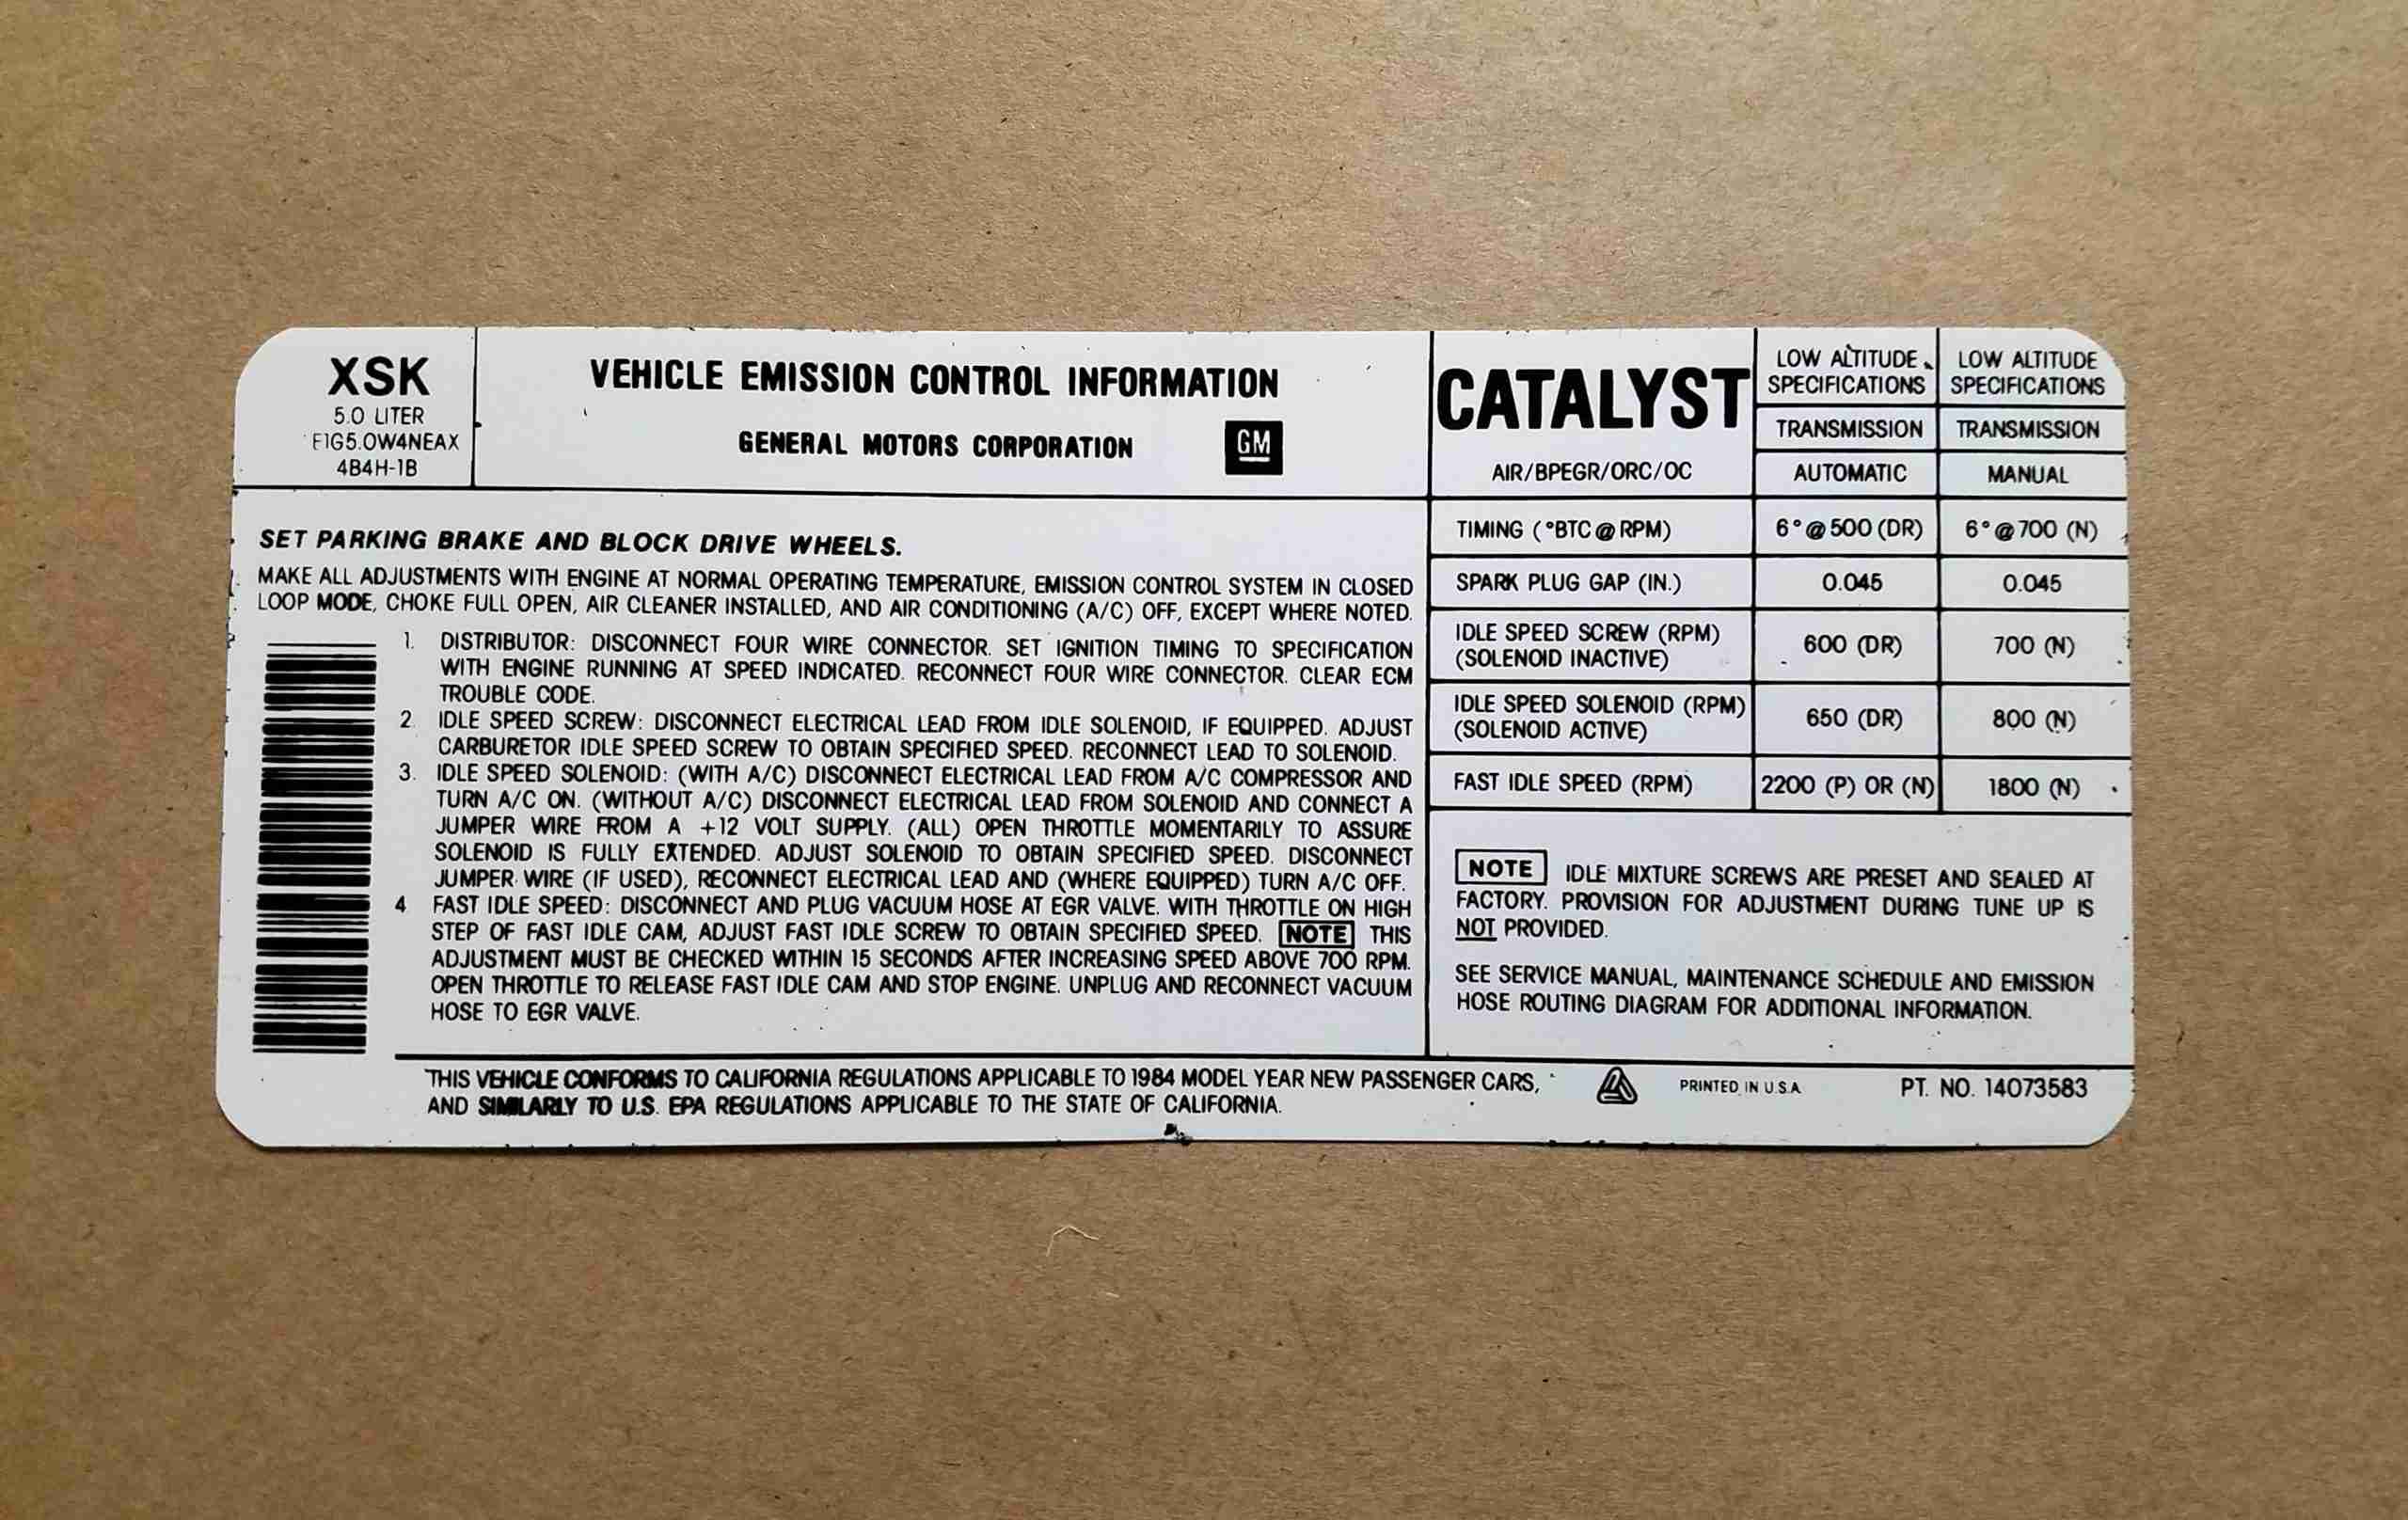 XSK
5.0 LITER
F1G5.0W4NEAX
4B4H-1B
VEHICLE EMISSION CONTROL INFORMATION
GENERAL MOTORS CORPORATION
GM
SET PARKING BRAKE AND BLOCK DRIVE WHEELS.
MAKE ALL ADJUSTMENTS WITH ENGINE AT NORMAL OPERATING TEMPERATURE, EMISSION CONTROL SYSTEM IN CLOSED
LOOP MODE, CHOKE FULL OPEN, AIR CLEANER INSTALLED, AND AIR CONDITIONING (A/C) OFF, EXCEPT WHERE NOTED.
1. DISTRIBUTOR: DISCONNECT FOUR WIRE CONNECTOR. SET IGNITION TIMING TO SPECIFICATION
WITH ENGINE RUNNING AT SPEED INDICATED. RECONNECT FOUR WIRE CONNECTOR. CLEAR ECM
TROUBLE CODE.
2. IDLE SPEED SCREW: DISCONNECT ELECTRICAL LEAD FROM IDLE SOLENOID, IF EQUIPPED. ADJUST
CARBURETOR IDLE SPEED SCREW TO OBTAIN SPECIFIED SPEED. RECONNECT LEAD TO SOLENOID.
3. IDLE SPEED SOLENOID: (WITH A/C) DISCONNECT ELECTRICAL LEAD FROM A/C COMPRESSOR AND
TURN A/C ON. (WITHOUT A/C) DISCONNECT ELECTRICAL LEAD FROM SOLENOID AND CONNECT A
JUMPER WIRE FROM A +12 VOLT SUPPLY. (ALL) OPEN THROTTLE MOMENTARILY TO ASSURE
SOLENOID IS FULLY EXTENDED. ADJUST SOLENOID TO OBTAIN SPECIFIED SPEED. DISCONNECT
JUMPER WIRE (IF USED), RECONNECT ELECTRICAL LEAD AND (WHERE EQUIPPED) TURN A/C OFF.
4 FAST IDLE SPEED: DISCONNECT AND PLUG VACUUM HOSE AT EGR VALVE. WITH THROTTLE ON HIGH
STEP OF FAST IDLE CAM, ADJUST FAST IDLE SCREW TO OBTAIN SPECIFIED SPEED. NOTE THIS
ADJUSTMENT MUST BE CHECKED WITHIN 15 SECONDS AFTER INCREASING SPEED ABOVE 700 RPM.
OPEN THROTTLE TO RELEASE FAST IDLE CAM AND STOP ENGINE. UNPLUG AND RECONNECT VACUUM
HOSE TO EGR VALVE.
CATALYST
AIR/BPEGR/ORC/OC
LOW ALTITUDE SPECIFICATIONS LOW ALTITUDE SPECIFICATIONS
TRANSMISSION TRANSMISSION
AUTOMATIC MANUAL
TIMING (°BTC @ RPM) 6° @ 500 (DR) 6° @ 700 (N)
SPARK PLUG GAP (IN.) 0.045 0.045
IDLE SPEED SCREW (RPM)
(SOLENOID INACTIVE) 600 (DR) 700 (N)
IDLE SPEED SOLENOID (RPM)
(SOLENOID ACTIVE) 650 (DR) 800 (N)
FAST IDLE SPEED (RPM) 2200 (P) OR (N) 1800 (N)
NOTE IDLE MIXTURE SCREWS ARE PRESET AND SEALED AT
FACTORY. PROVISION FOR ADJUSTMENT DURING TUNE UP IS
NOT PROVIDED.
SEE SERVICE MANUAL, MAINTENANCE SCHEDULE AND EMISSION
HOSE ROUTING DIAGRAM FOR ADDITIONAL INFORMATION.
THIS VEHICLE CONFORMS TO CALIFORNIA REGULATIONS APPLICABLE TO 1984 MODEL YEAR NEW PASSENGER CARS,
AND SIMILARLY TO U.S. EPA REGULATIONS APPLICABLE TO THE STATE OF CALIFORNIA.
PRINTED IN U.S.A.
PT. NO. 14073583